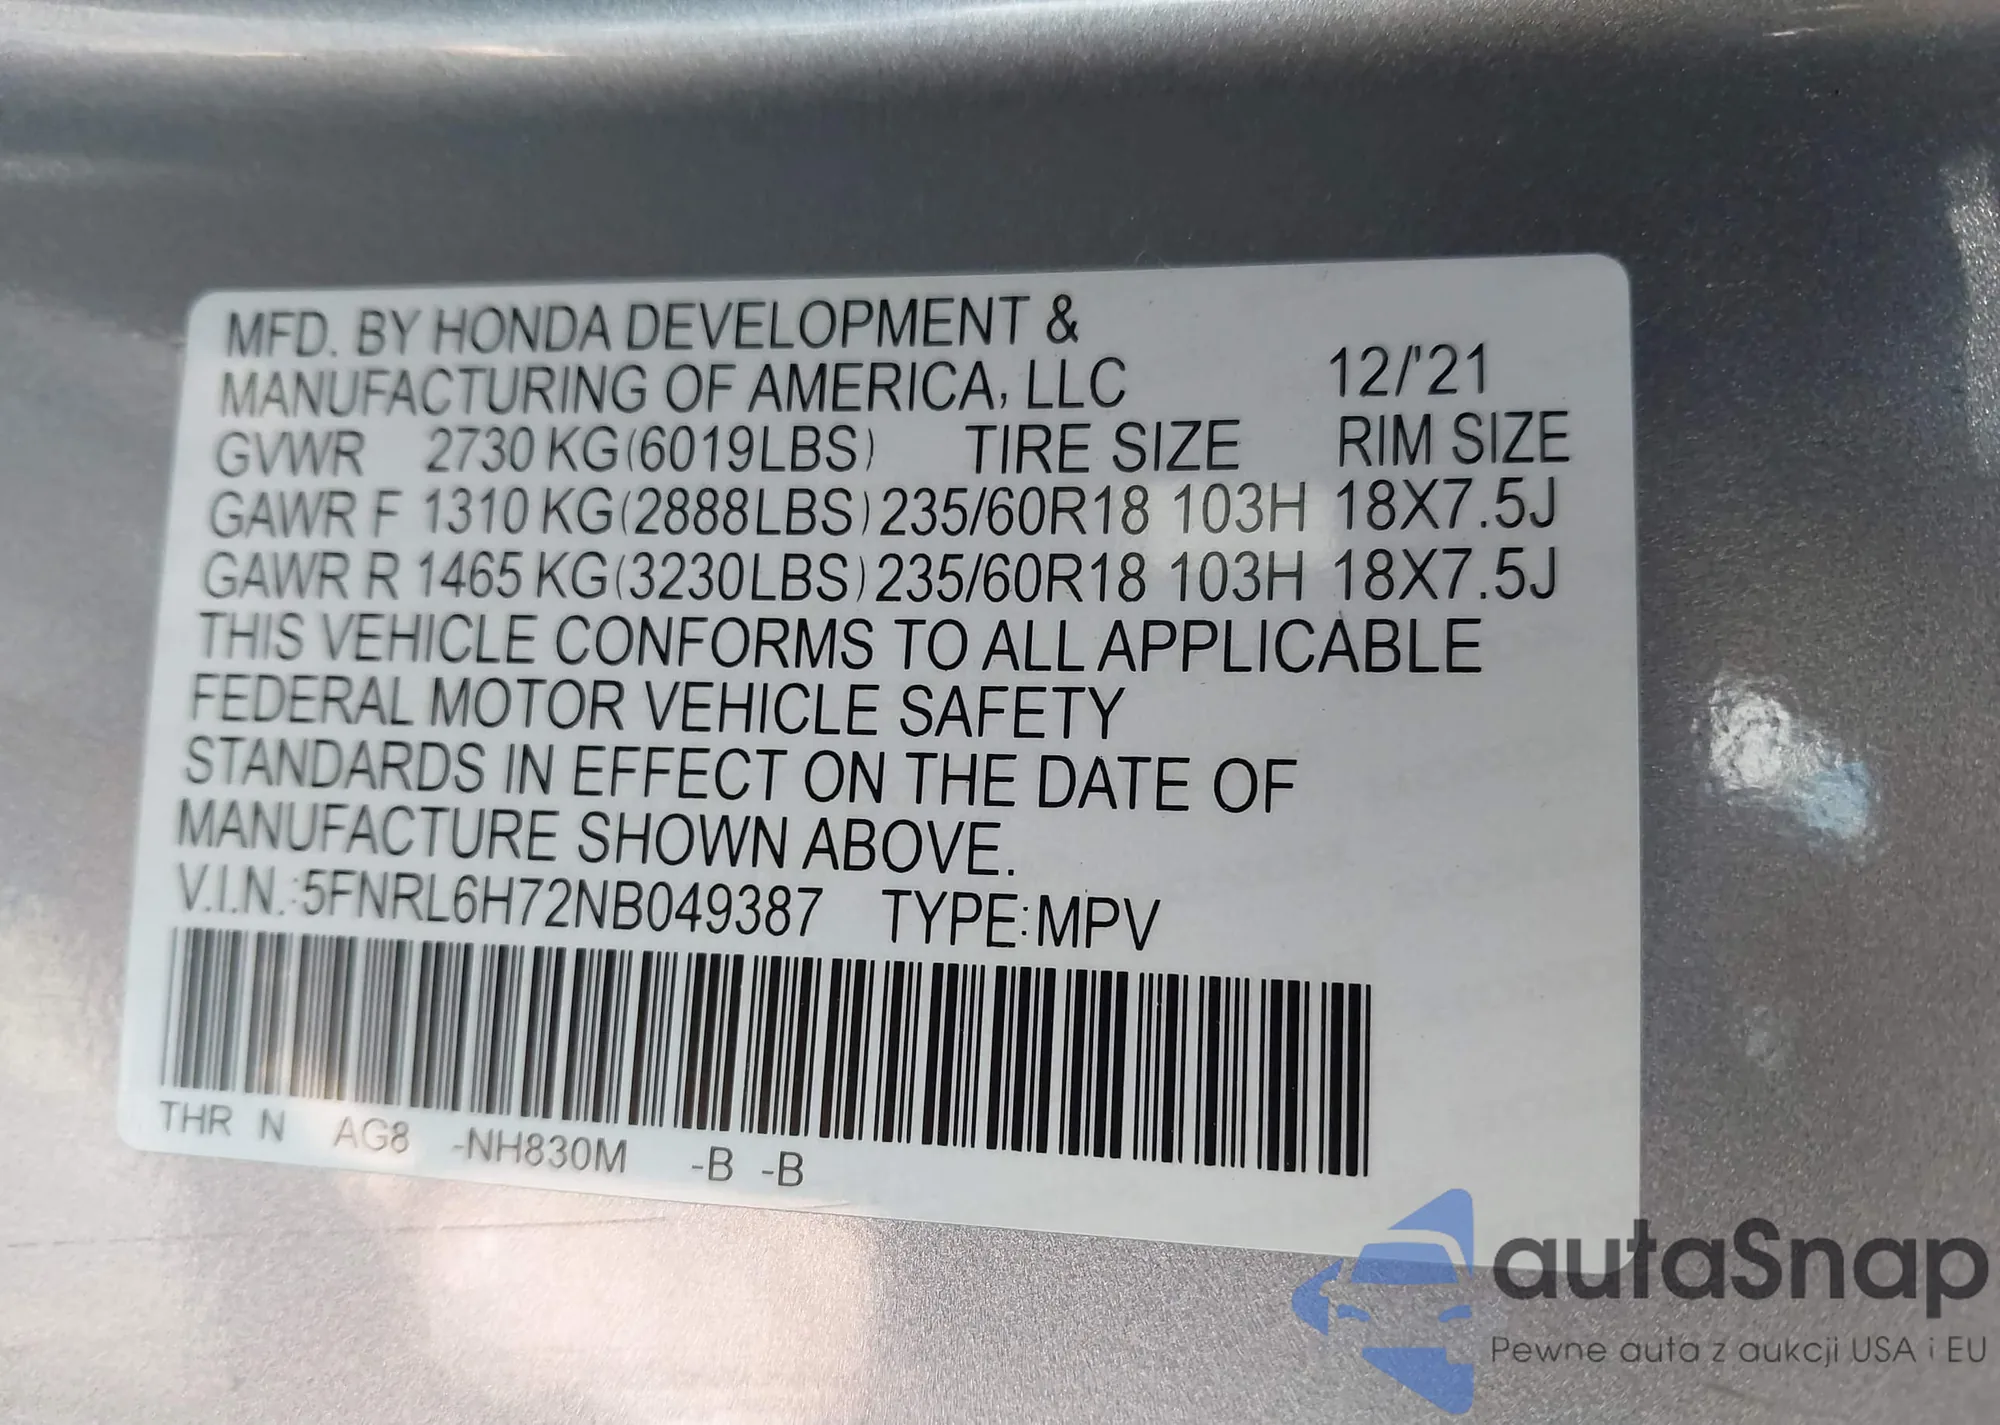 MFD. BY HONDA DEVELOPMENT &
MANUFACTURING OF AMERICA, LLC 12/'21
GVWR 2730 KG(6019LBS) TIRE SIZE RIM SIZE
GAWR F 1310 KG(2888LBS) 235/60R18 103H 18X7.5J
GAWR R 1465 KG(3230LBS) 235/60R18 103H 18X7.5J
THIS VEHICLE CONFORMS TO ALL APPLICABLE
FEDERAL MOTOR VEHICLE SAFETY
STANDARDS IN EFFECT ON THE DATE OF
MANUFACTURE SHOWN ABOVE.
V.I.N.:5FNRL6H72NB049387 TYPE:MPV
THR N AG8 -NH830M -B -B
autaSnap
Pewne auta z aukcji USA i EU